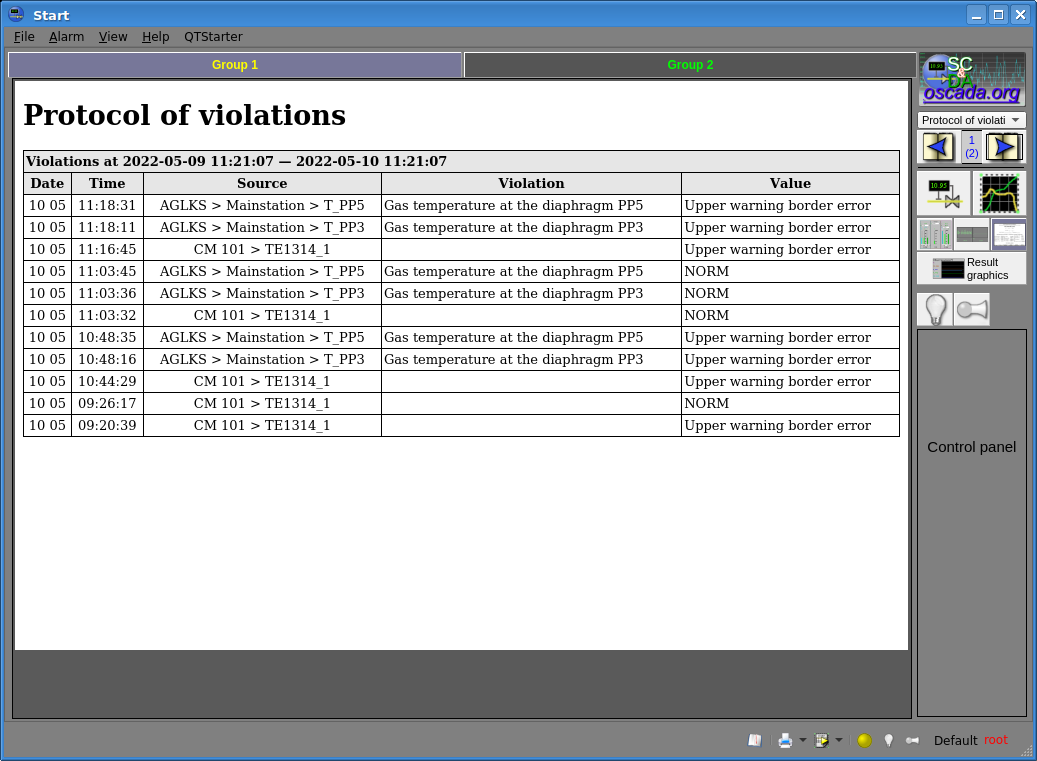 Start
File Alarm View Help QTStarter
Group 1 Group 2
SC
&
DA
oscada.org
Protocol of violati
1
(2)
10.95
Result
graphics
Control panel
Protocol of violations
Violations at 2022-05-09 11:21:07 — 2022-05-10 11:21:07
Date Time Source Violation Value
10 05 11:18:31 AGLKS > Mainstation > T_PP5 Gas temperature at the diaphragm PP5 Upper warning border error
10 05 11:18:11 AGLKS > Mainstation > T_PP3 Gas temperature at the diaphragm PP3 Upper warning border error
10 05 11:16:45 CM 101 > TE1314_1 Upper warning border error
10 05 11:03:45 AGLKS > Mainstation > T_PP5 Gas temperature at the diaphragm PP5 NORM
10 05 11:03:36 AGLKS > Mainstation > T_PP3 Gas temperature at the diaphragm PP3 NORM
10 05 11:03:32 CM 101 > TE1314_1 NORM
10 05 10:48:35 AGLKS > Mainstation > T_PP5 Gas temperature at the diaphragm PP5 Upper warning border error
10 05 10:48:16 AGLKS > Mainstation > T_PP3 Gas temperature at the diaphragm PP3 Upper warning border error
10 05 10:44:29 CM 101 > TE1314_1 Upper warning border error
10 05 09:26:17 CM 101 > TE1314_1 NORM
10 05 09:20:39 CM 101 > TE1314_1 Upper warning border error
Default root